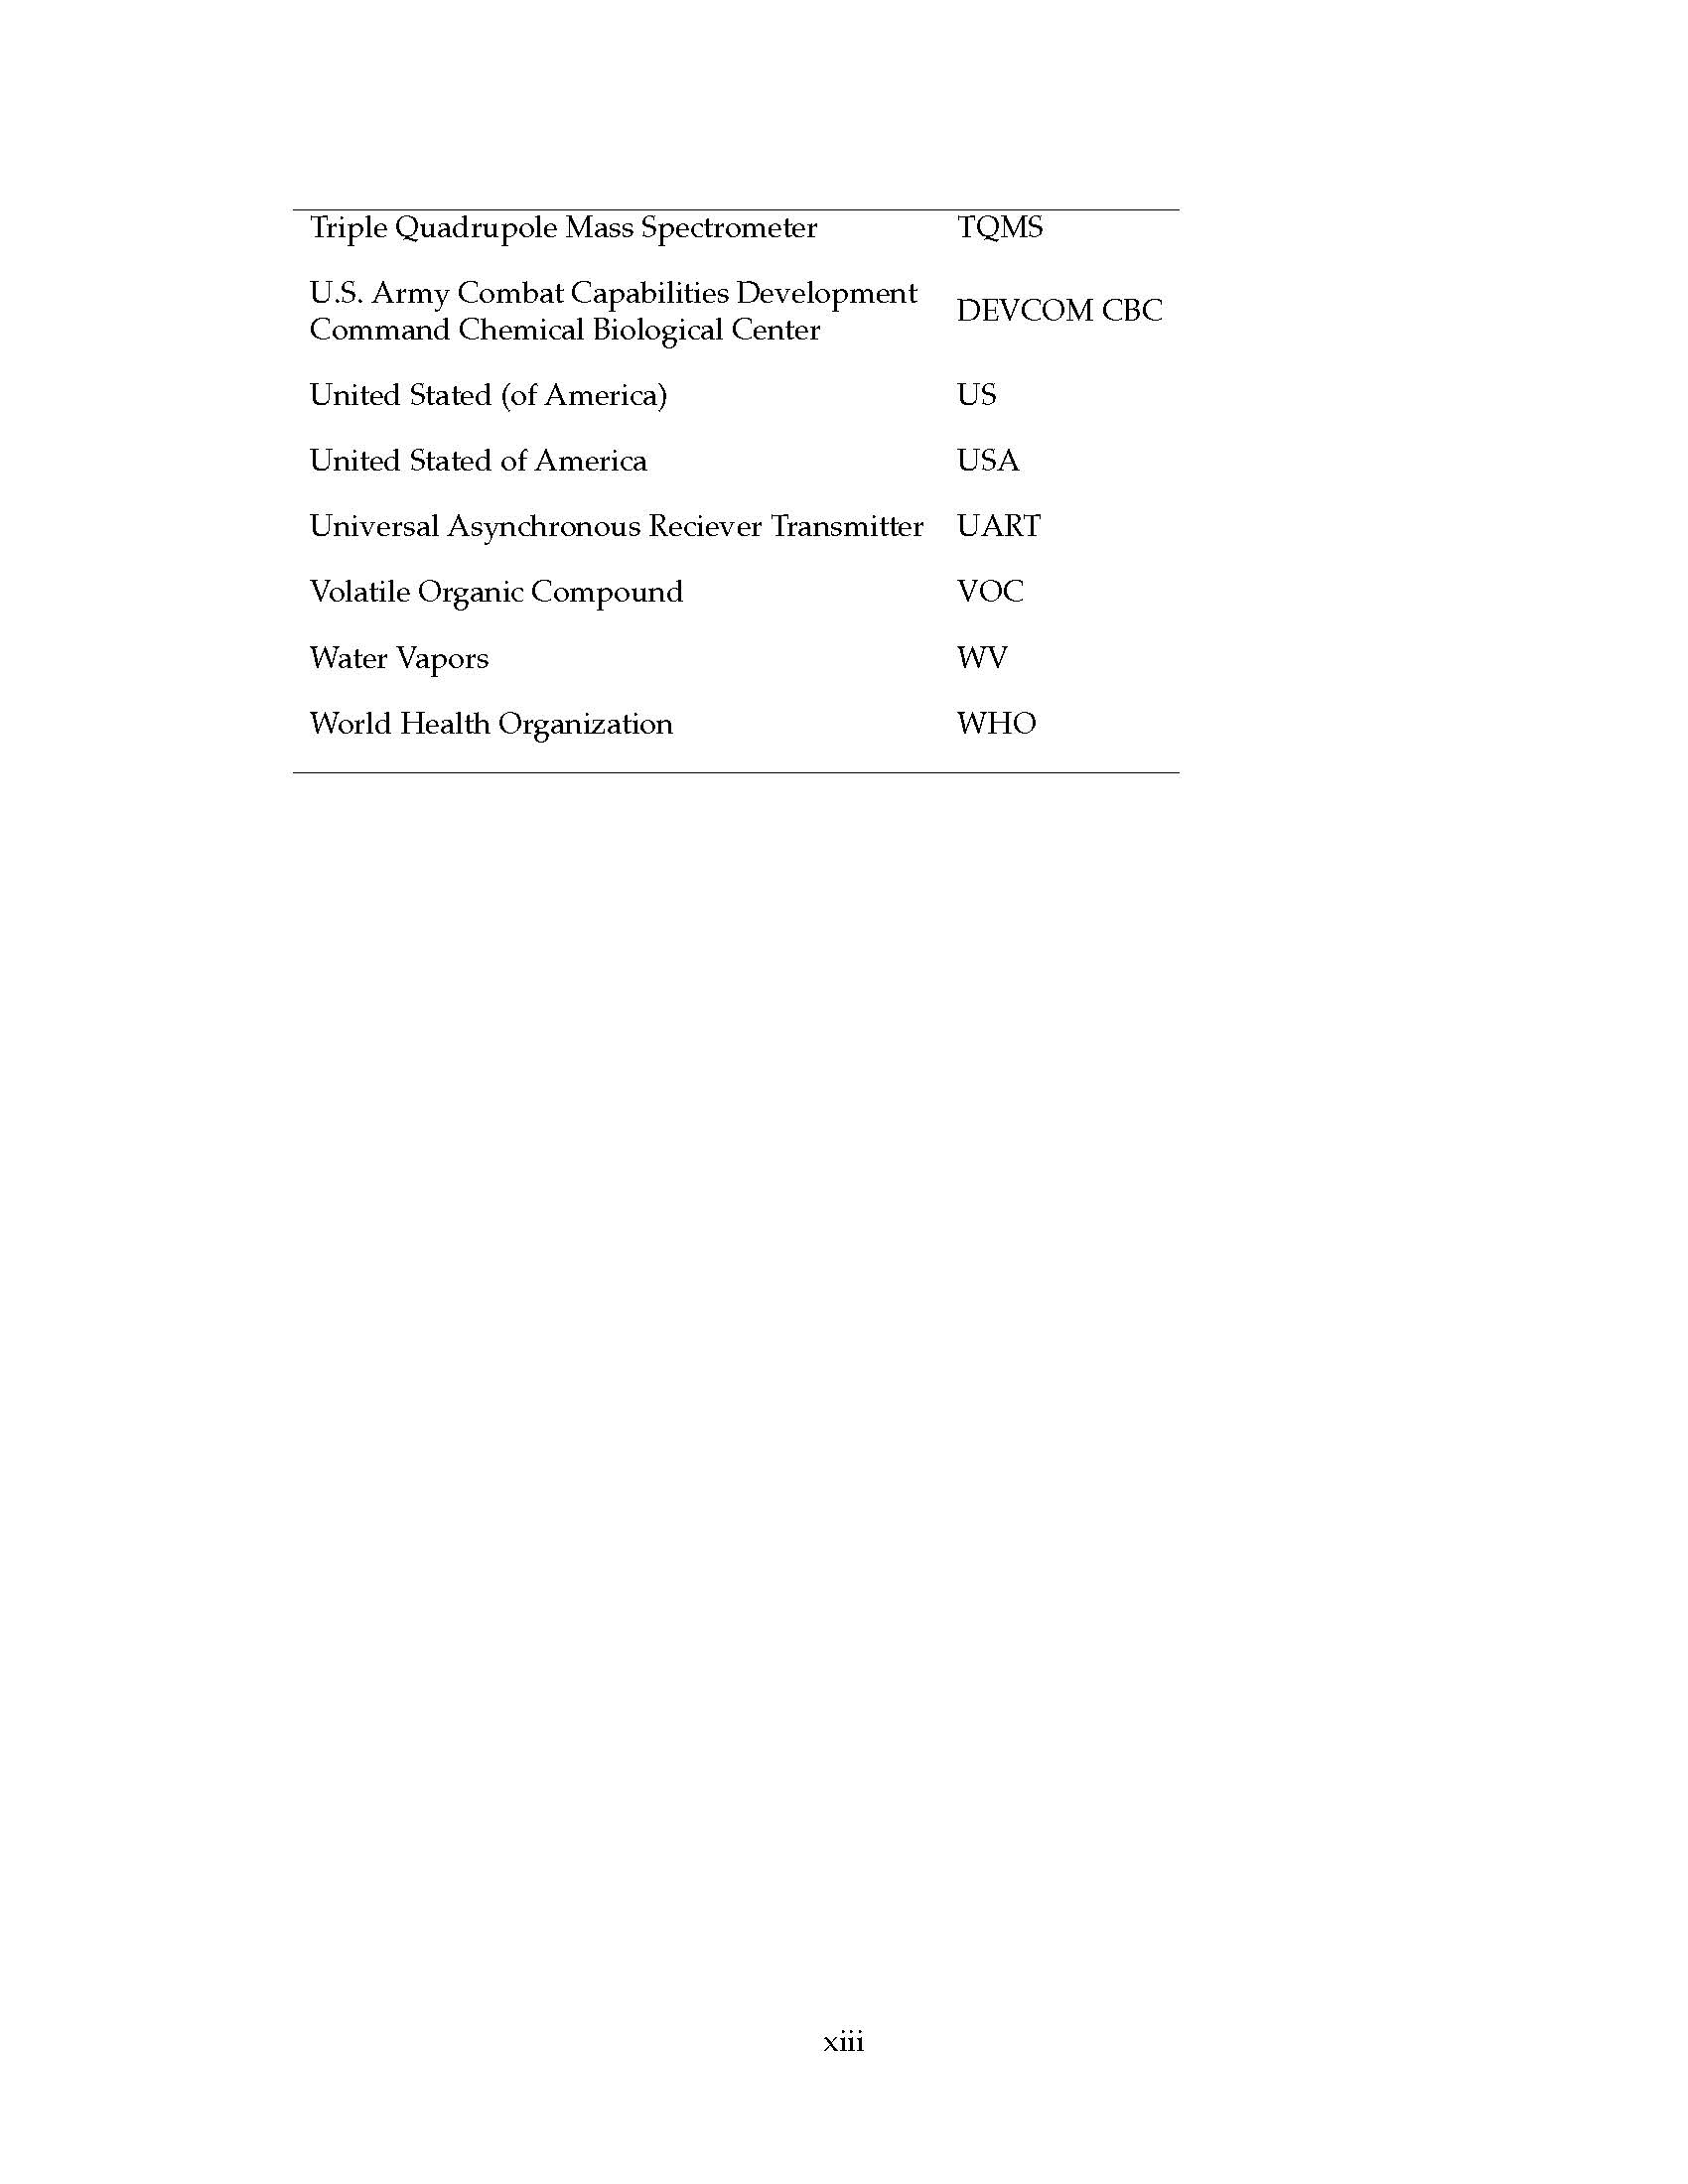 Triple Quadrupole Mass Spectrometer TQMS
U.S. Army Combat Capabilities Development
Command Chemical Biological Center DEVCOM CBC
United Stated (of America) US
United Stated of America USA
Universal Asynchronous Reciever Transmitter UART
Volatile Organic Compound VOC
Water Vapors WV
World Health Organization WHO
xiii